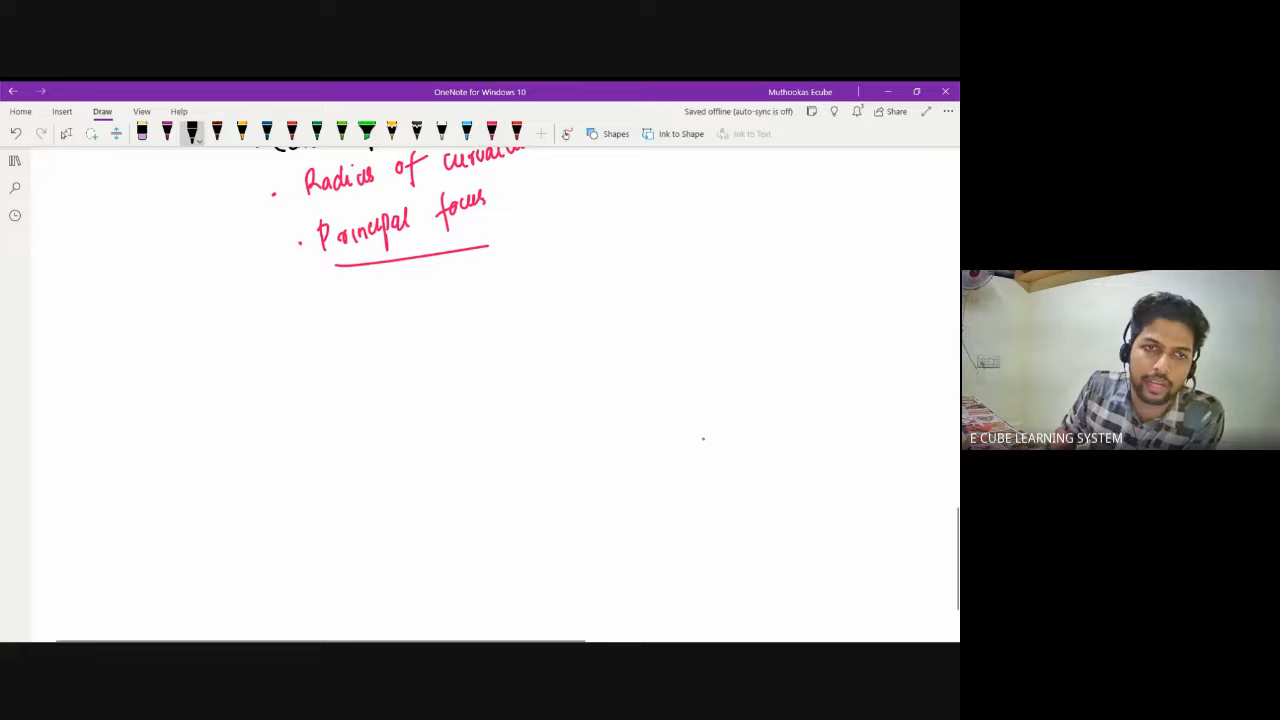 OneNote for Windows 10
Muthookas Ecube
Home Insert Draw View Help
Saved offline (auto-sync is off)
Share
Shapes
Ink to Shape
Ink to Text
. Radius of
. Principal focus
E CUBE LEARNING SYSTEM